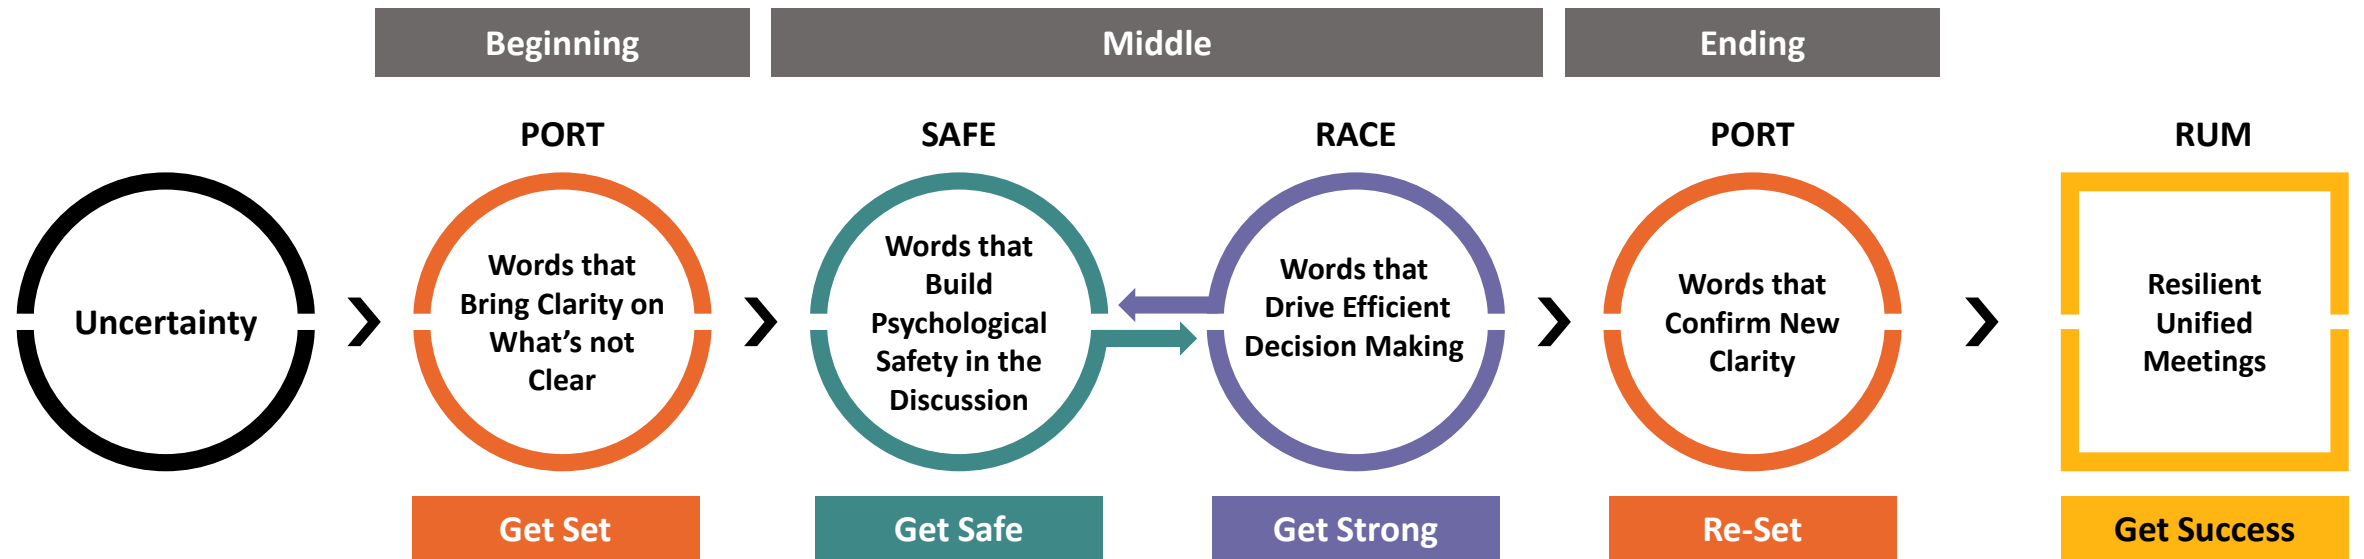 Beginning
Middle
Ending
PORT
SAFE
RACE
PORT
RUM
Uncertainty
Words that
Bring Clarity on
What's not
Clear
Words that
Build
Psychological
Safety in the
Discussion
Words that
Drive Efficient
Decision Making
Words that
Confirm New
Clarity
Resilient
Unified
Meetings
Get Set
Get Safe
Get Strong
Re-Set
Get Success